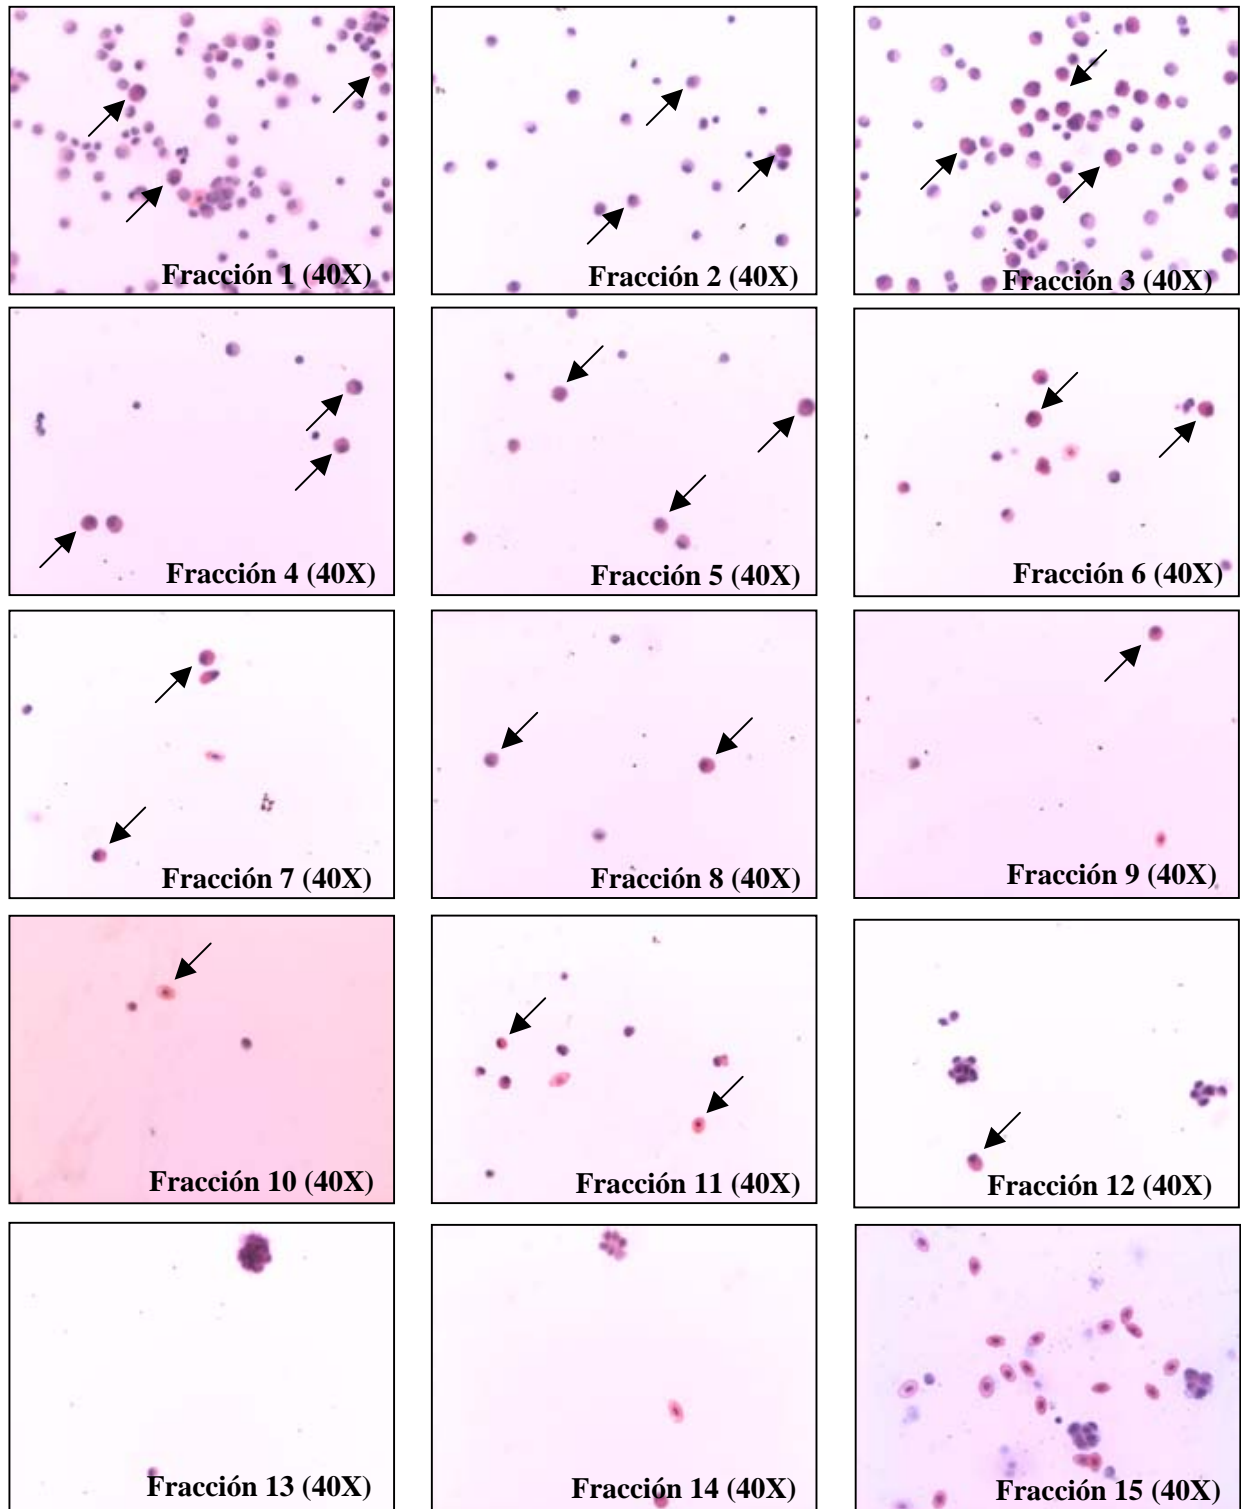 Fracción 1 (40X)
Fracción 2 (40X)
Fracción 3 (40X)
Fracción 4 (40X)
Fracción 5 (40X)
Fracción 6 (40X)
Fracción 7 (40X)
Fracción 8 (40X)
Fracción 9 (40X)
Fracción 10 (40X)
Fracción 11 (40X)
Fracción 12 (40X)
Fracción 13 (40X)
Fracción 14 (40X)
Fracción 15 (40X)